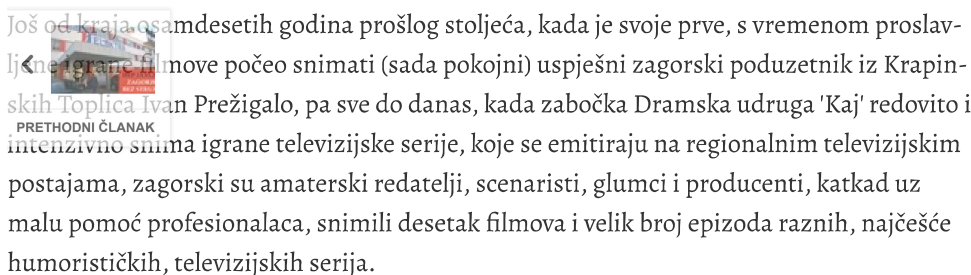 Još od kraja osamdesetih godina prošlog stoljeća, kada je svoje prve, s vremenom proslav-
ljene igrane filmove počeo snimati (sada pokojni) uspješni zagorski poduzetnik iz Krapin-
skih Toplica Ivan Prežigalo, pa sve do danas, kada zabočka Dramska udruga 'Kaj' redovito i
PRETHODNI ČLANAK
intenzivno snima igrane televizijske serije, koje se emitiraju na regionalnim televizijskim
postajama, zagorski su amaterski redatelji, scenaristi, glumci i producenti, katkad uz
malu pomoć profesionalaca, snimili desetak filmova i velik broj epizoda raznih, najčešće
humorističkih, televizijskih serija.